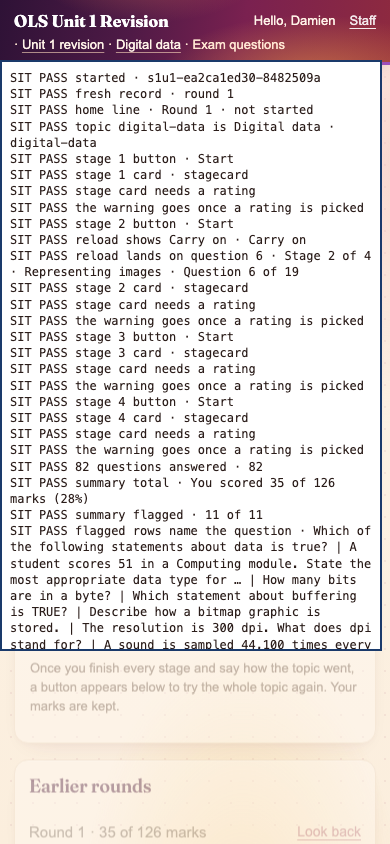 OLS Unit 1 Revision
Hello, Damien Staff
· Unit 1 revision · Digital data · Exam questions
SIT PASS started · s1u1-ea2ca1ed30-8482509a
SIT PASS fresh record · round 1
SIT PASS home line · Round 1 · not started
SIT PASS topic digital-data is Digital data ·
digital-data
SIT PASS stage 1 button · Start
SIT PASS stage 1 card · stagecard
SIT PASS stage card needs a rating
SIT PASS the warning goes once a rating is picked
SIT PASS stage 2 button · Start
SIT PASS reload shows Carry on · Carry on
SIT PASS reload lands on question 6 · Stage 2 of 4
· Representing images · Question 6 of 19
SIT PASS stage 2 card · stagecard
SIT PASS stage card needs a rating
SIT PASS the warning goes once a rating is picked
SIT PASS stage 3 button · Start
SIT PASS stage 3 card · stagecard
SIT PASS stage card needs a rating
SIT PASS the warning goes once a rating is picked
SIT PASS stage 4 button · Start
SIT PASS stage 4 card · stagecard
SIT PASS stage card needs a rating
SIT PASS the warning goes once a rating is picked
SIT PASS 82 questions answered · 82
SIT PASS summary total · You scored 35 of 126
marks (28%)
SIT PASS summary flagged · 11 of 11
SIT PASS flagged rows name the question · Which of
the following statements about data is true? | A
student scores 51 in a Computing module. State the
most appropriate data type for … | How many bits
are in a byte? | Which statement about buffering
is TRUE? | Describe how a bitmap graphic is
stored. | The resolution is 300 dpi. What does dpi
stand for? | A sound is sampled 44,100 times every
Once you finish every stage and say how the topic went,
a button appears below to try the whole topic again. Your
marks are kept.
Earlier rounds
Round 1 · 35 of 126 marks Look back